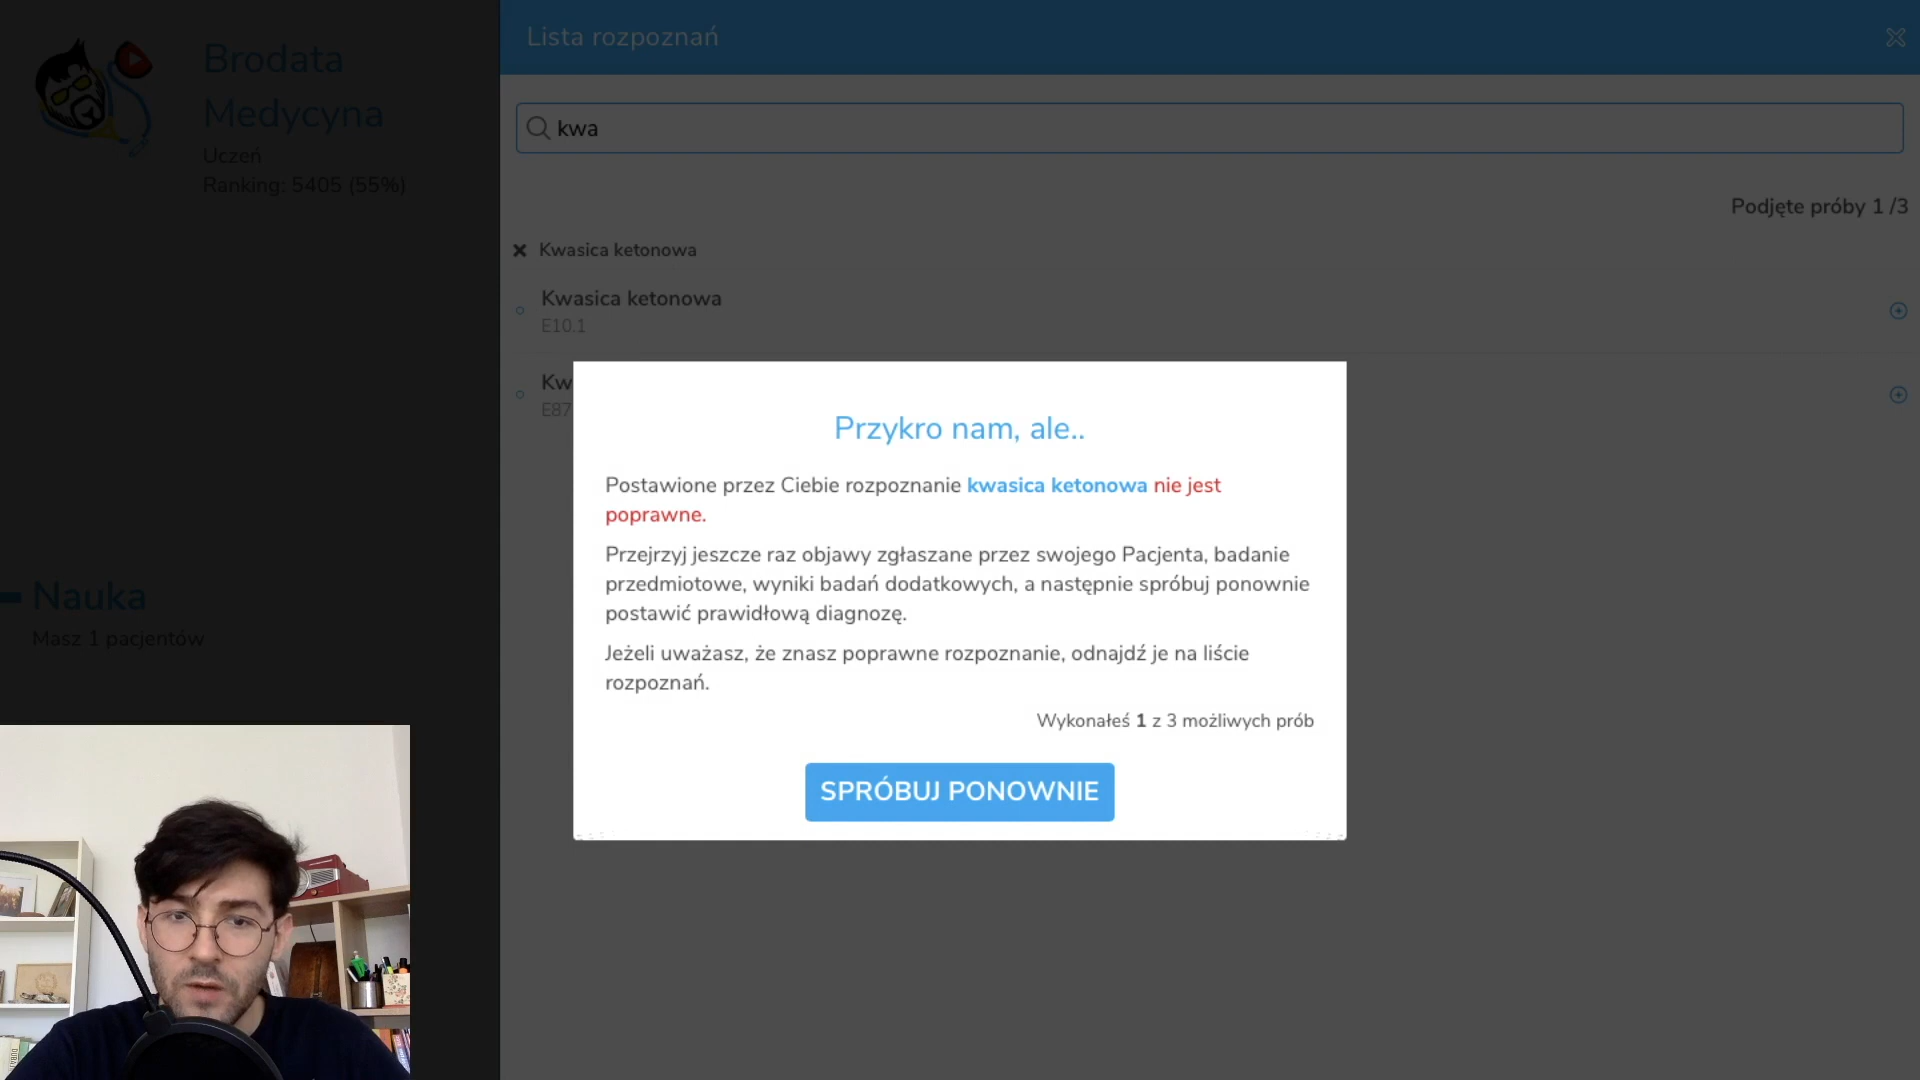 Brodata
Medycyna
Uczeń
Ranking: 5405 (55%)
Nauka
Masz 1 pacjentów
Lista rozpoznań
kwa
Podjęte próby 1 /3
Kwasica ketonowa
Kwasica ketonowa
E10.1
Kw
E87
Przykro nam, ale..
Postawione przez Ciebie rozpoznanie kwasica ketonowa nie jest
poprawne.
Przejrzyj jeszcze raz objawy zgłaszane przez swojego Pacjenta, badanie
przedmiotowe, wyniki badań dodatkowych, a następnie spróbuj ponownie
postawić prawidłową diagnozę.
Jeżeli uważasz, że znasz poprawne rozpoznanie, odnajdź je na liście
rozpoznań.
Wykonałeś 1 z 3 możliwych prób
SPRÓBUJ PONOWNIE